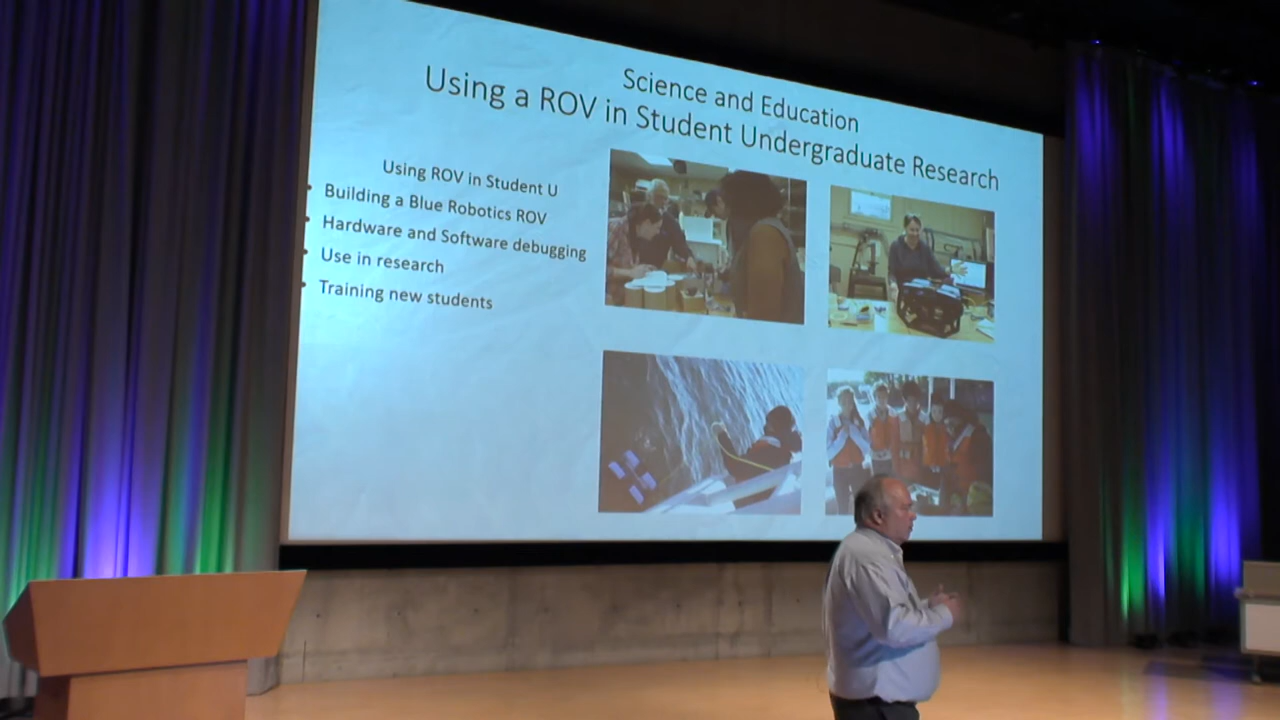 Science and Education
Using a ROV in Student Undergraduate Research
Using ROV in Student U
• Building a Blue Robotics ROV
• Hardware and Software debugging
• Use in research
• Training new students